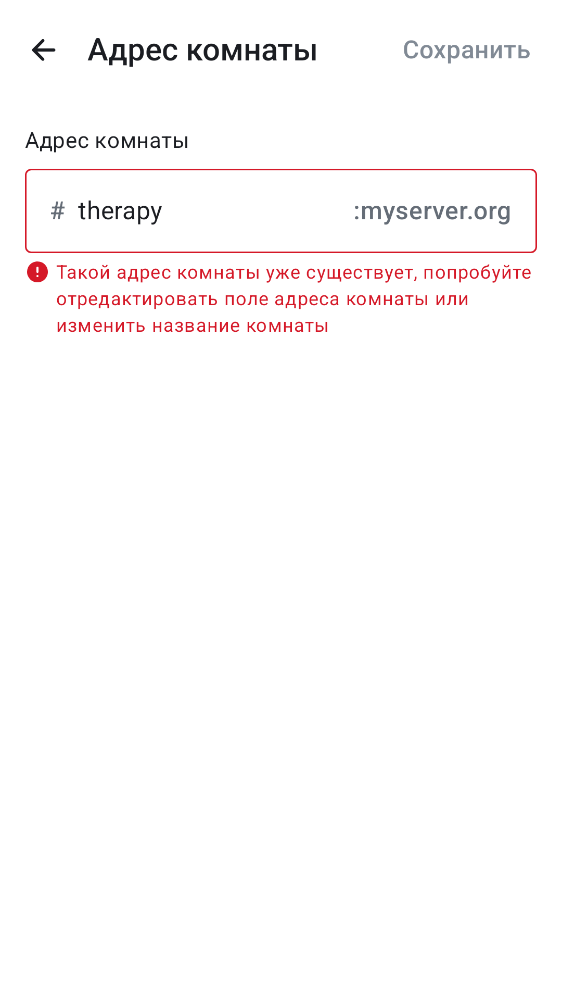 Адрес комнаты
Сохранить
Адрес комнаты
# therapy :myserver.org
Такой адрес комнаты уже существует, попробуйте
отредактировать поле адреса комнаты или
изменить название комнаты